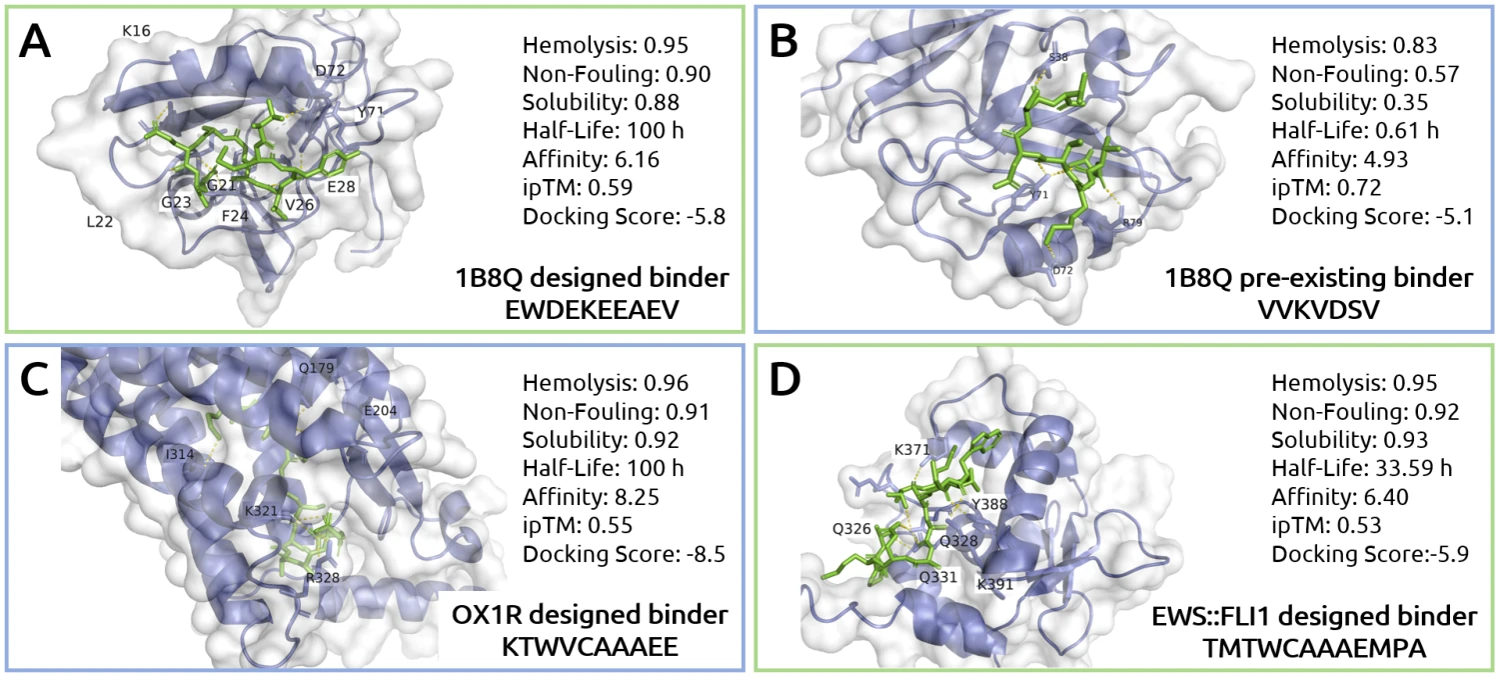 A
K16
D72
Y71
G21
E28
G23
V26
F24
L22
Hemolysis: 0.95
Non-Fouling: 0.90
Solubility: 0.88
Half-Life: 100 h
Affinity: 6.16
ipTM: 0.59
Docking Score: -5.8
1B8Q designed binder
EWDEKEEAEV
B
S38
Y71
R79
D72
Hemolysis: 0.83
Non-Fouling: 0.57
Solubility: 0.35
Half-Life: 0.61 h
Affinity: 4.93
ipTM: 0.72
Docking Score: -5.1
1B8Q pre-existing binder
VVKVDSV
C
Q179
E204
I314
K321
R328
Hemolysis: 0.96
Non-Fouling: 0.91
Solubility: 0.92
Half-Life: 100 h
Affinity: 8.25
ipTM: 0.55
Docking Score: -8.5
OX1R designed binder
KTWVCAAAEE
D
K371
Y388
Q326
Q328
Q331
K391
Hemolysis: 0.95
Non-Fouling: 0.92
Solubility: 0.93
Half-Life: 33.59 h
Affinity: 6.40
ipTM: 0.53
Docking Score:-5.9
EWS::FLI1 designed binder
TMTWCAAAEMPA